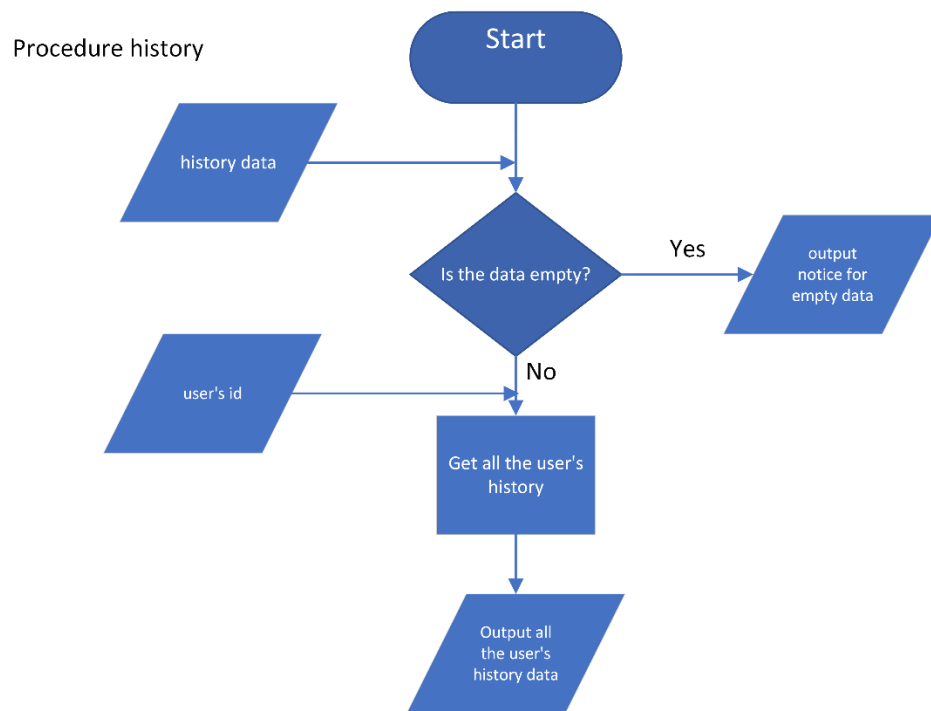 Procedure history
Start
history data
Is the data empty?
Yes
output
notice for
empty data
No
user's id
Get all the user's
history
Output all
the user's
history data